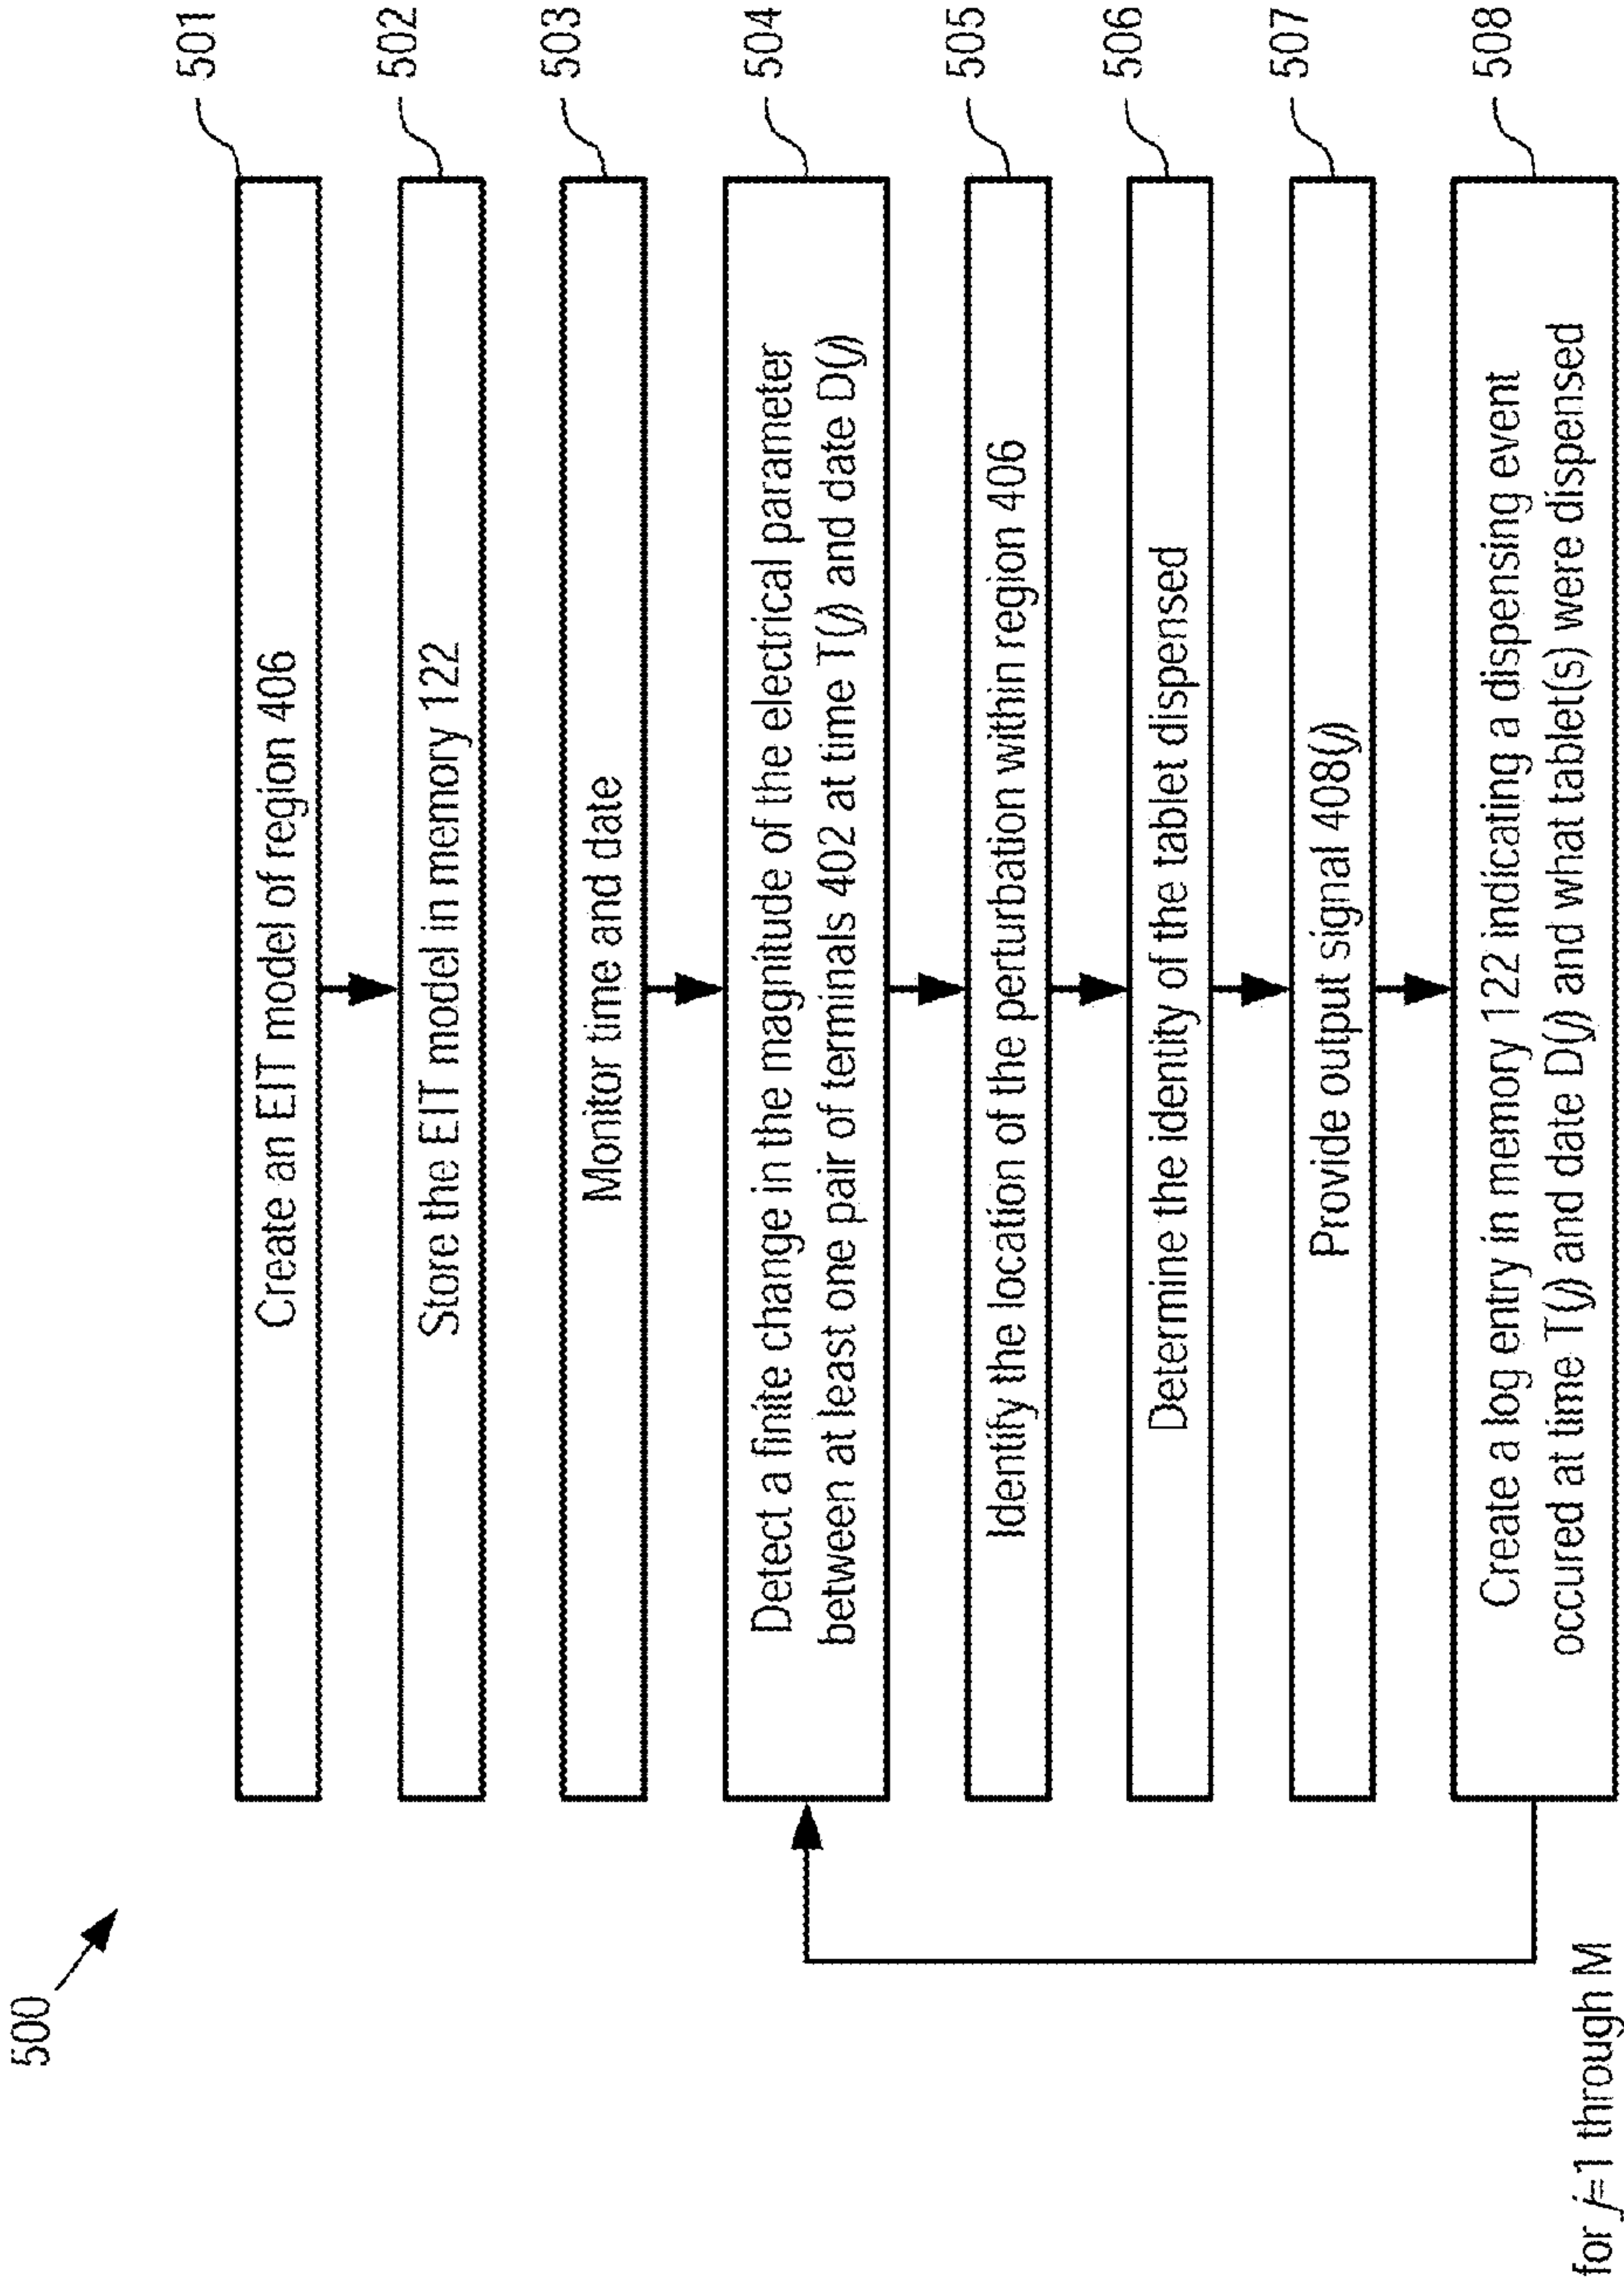 500
501
Create an EIT model of region 406
502
Store the EIT model in memory 122
503
Monitor time and date
504
Detect a finite change in the magnitude of the electrical parameter
between at least one pair of terminals 402 at time T(j) and date D(j)
505
Identify the location of the perturbation within region 406
506
Determine the identity of the tablet dispensed
507
Provide output signal 408(j)
508
Create a log entry in memory 122 indicating a dispensing event
occured at time T(j) and date D(j) and what tablet(s) were dispensed
for j=1 through M